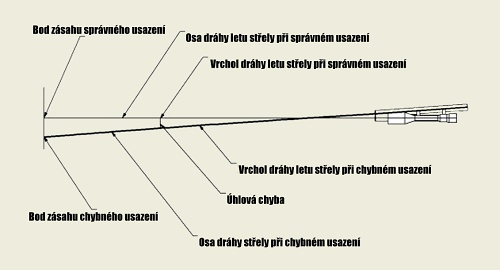 Bod zásahu správného usazení
Osa dráhy letu střely při správném usazení
Vrchol dráhy letu střely při správném usazení
Vrchol dráhy letu střely při chybném usazení
Úhlová chyba
Bod zásahu chybného usazení
Osa dráhy střely při chybném usazení